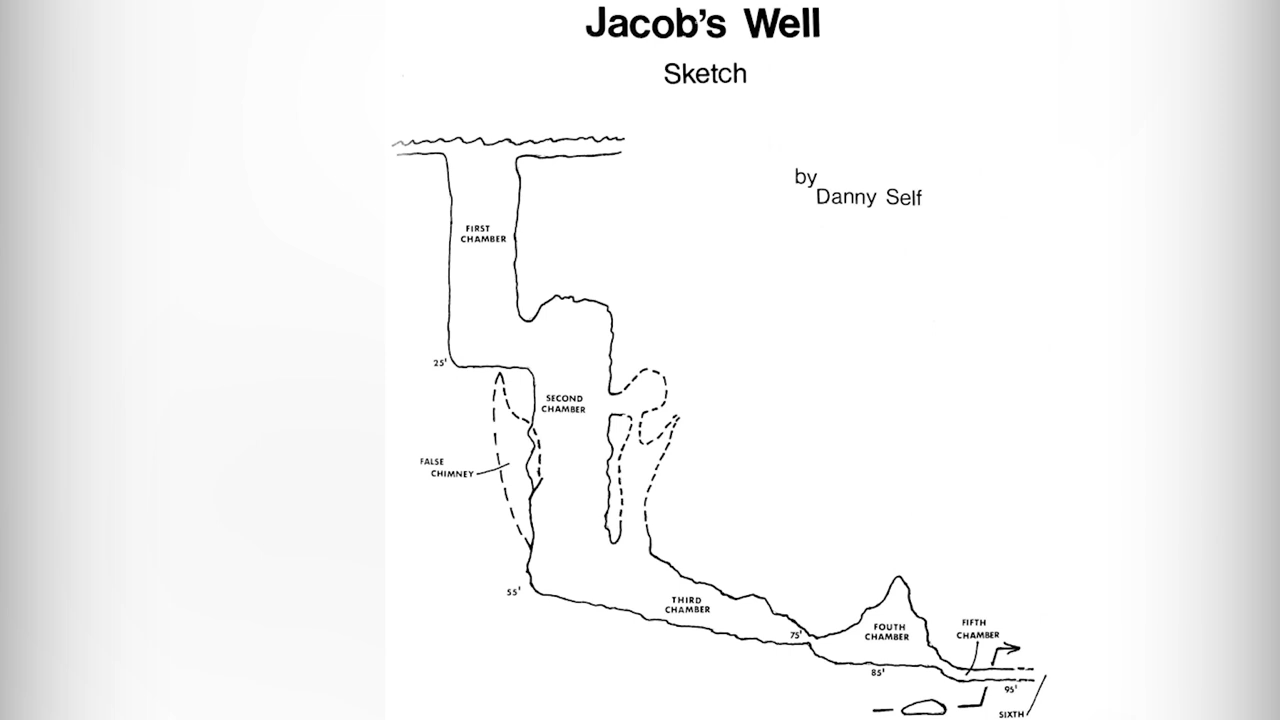 Jacob's Well
Sketch
by
Danny Self
FIRST
CHAMBER
25'
SECOND
CHAMBER
FALSE
CHIMNEY
55'
THIRD
CHAMBER
75'
FOUTH
CHAMBER
FIFTH
CHAMBER
85'
95'
SIXTH